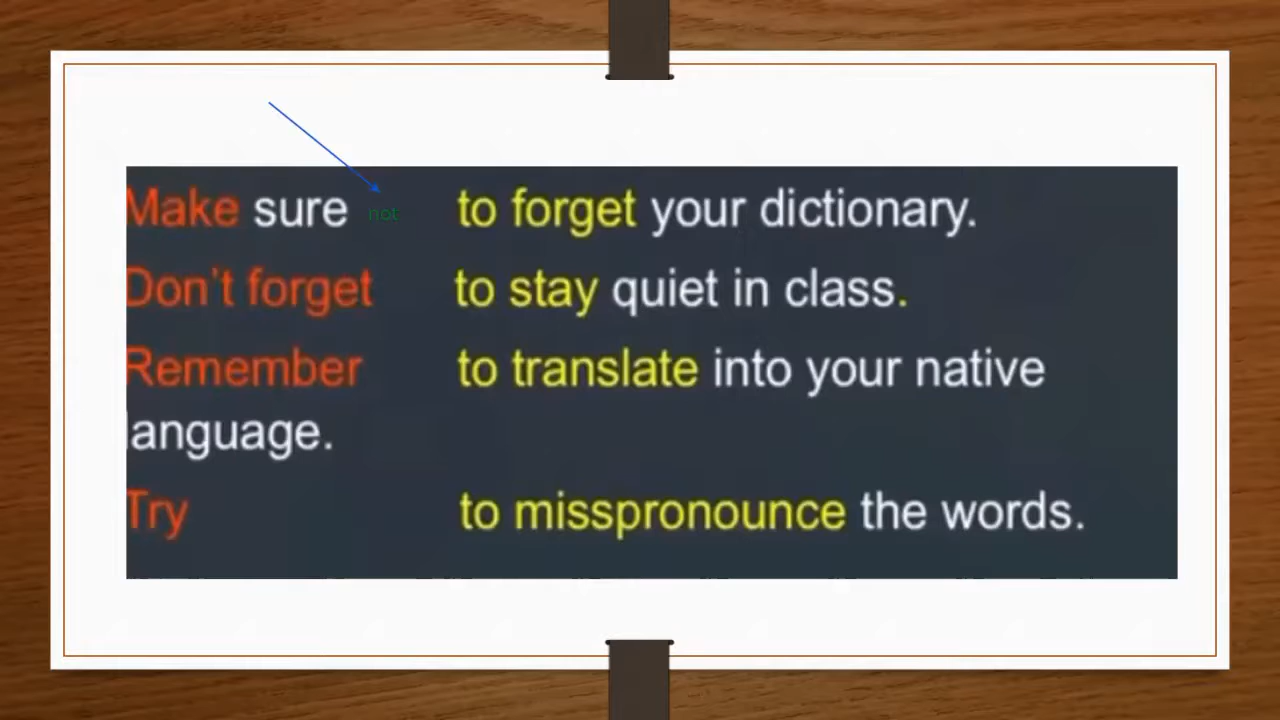 Make sure not to forget your dictionary.
Don't forget to stay quiet in class.
Remember to translate into your native
language.
Try to misspronounce the words.